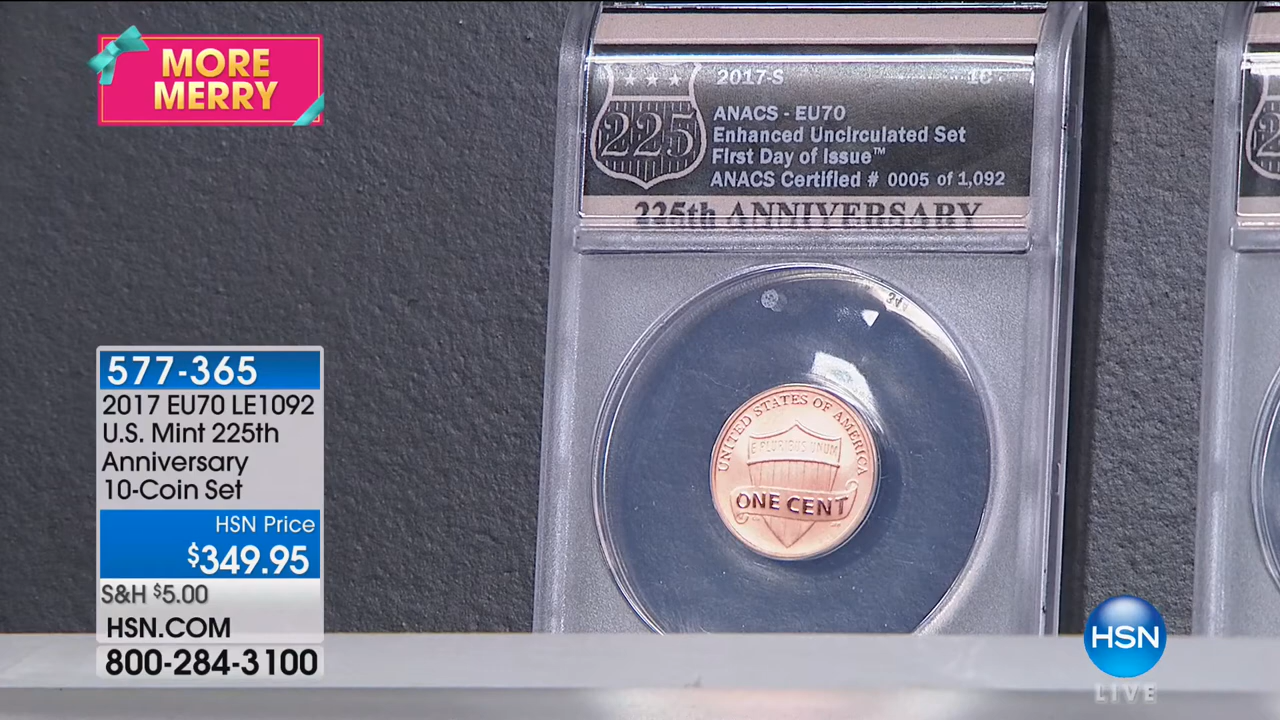 MORE
MERRY
2017-S 1C
225
ANACS - EU70
Enhanced Uncirculated Set
First Day of Issue™
ANACS Certified # 0005 of 1,092
225th ANNIVERSARY
UNITED STATES OF AMERICA
E PLURIBUS UNUM
ONE CENT
577-365
2017 EU70 LE1092
U.S. Mint 225th
Anniversary
10-Coin Set
HSN Price
$349.95
S&H $5.00
HSN.COM
800-284-3100
HSN
LIVE